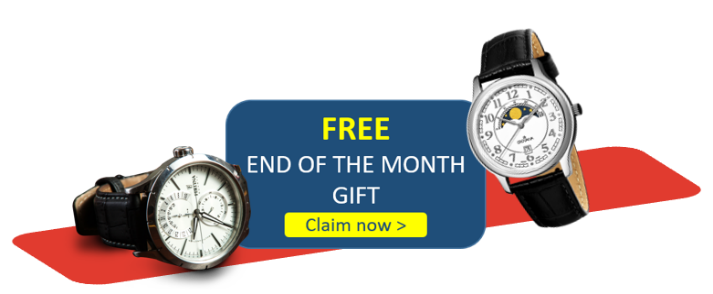 FREE
END OF THE MONTH
GIFT
Claim now >